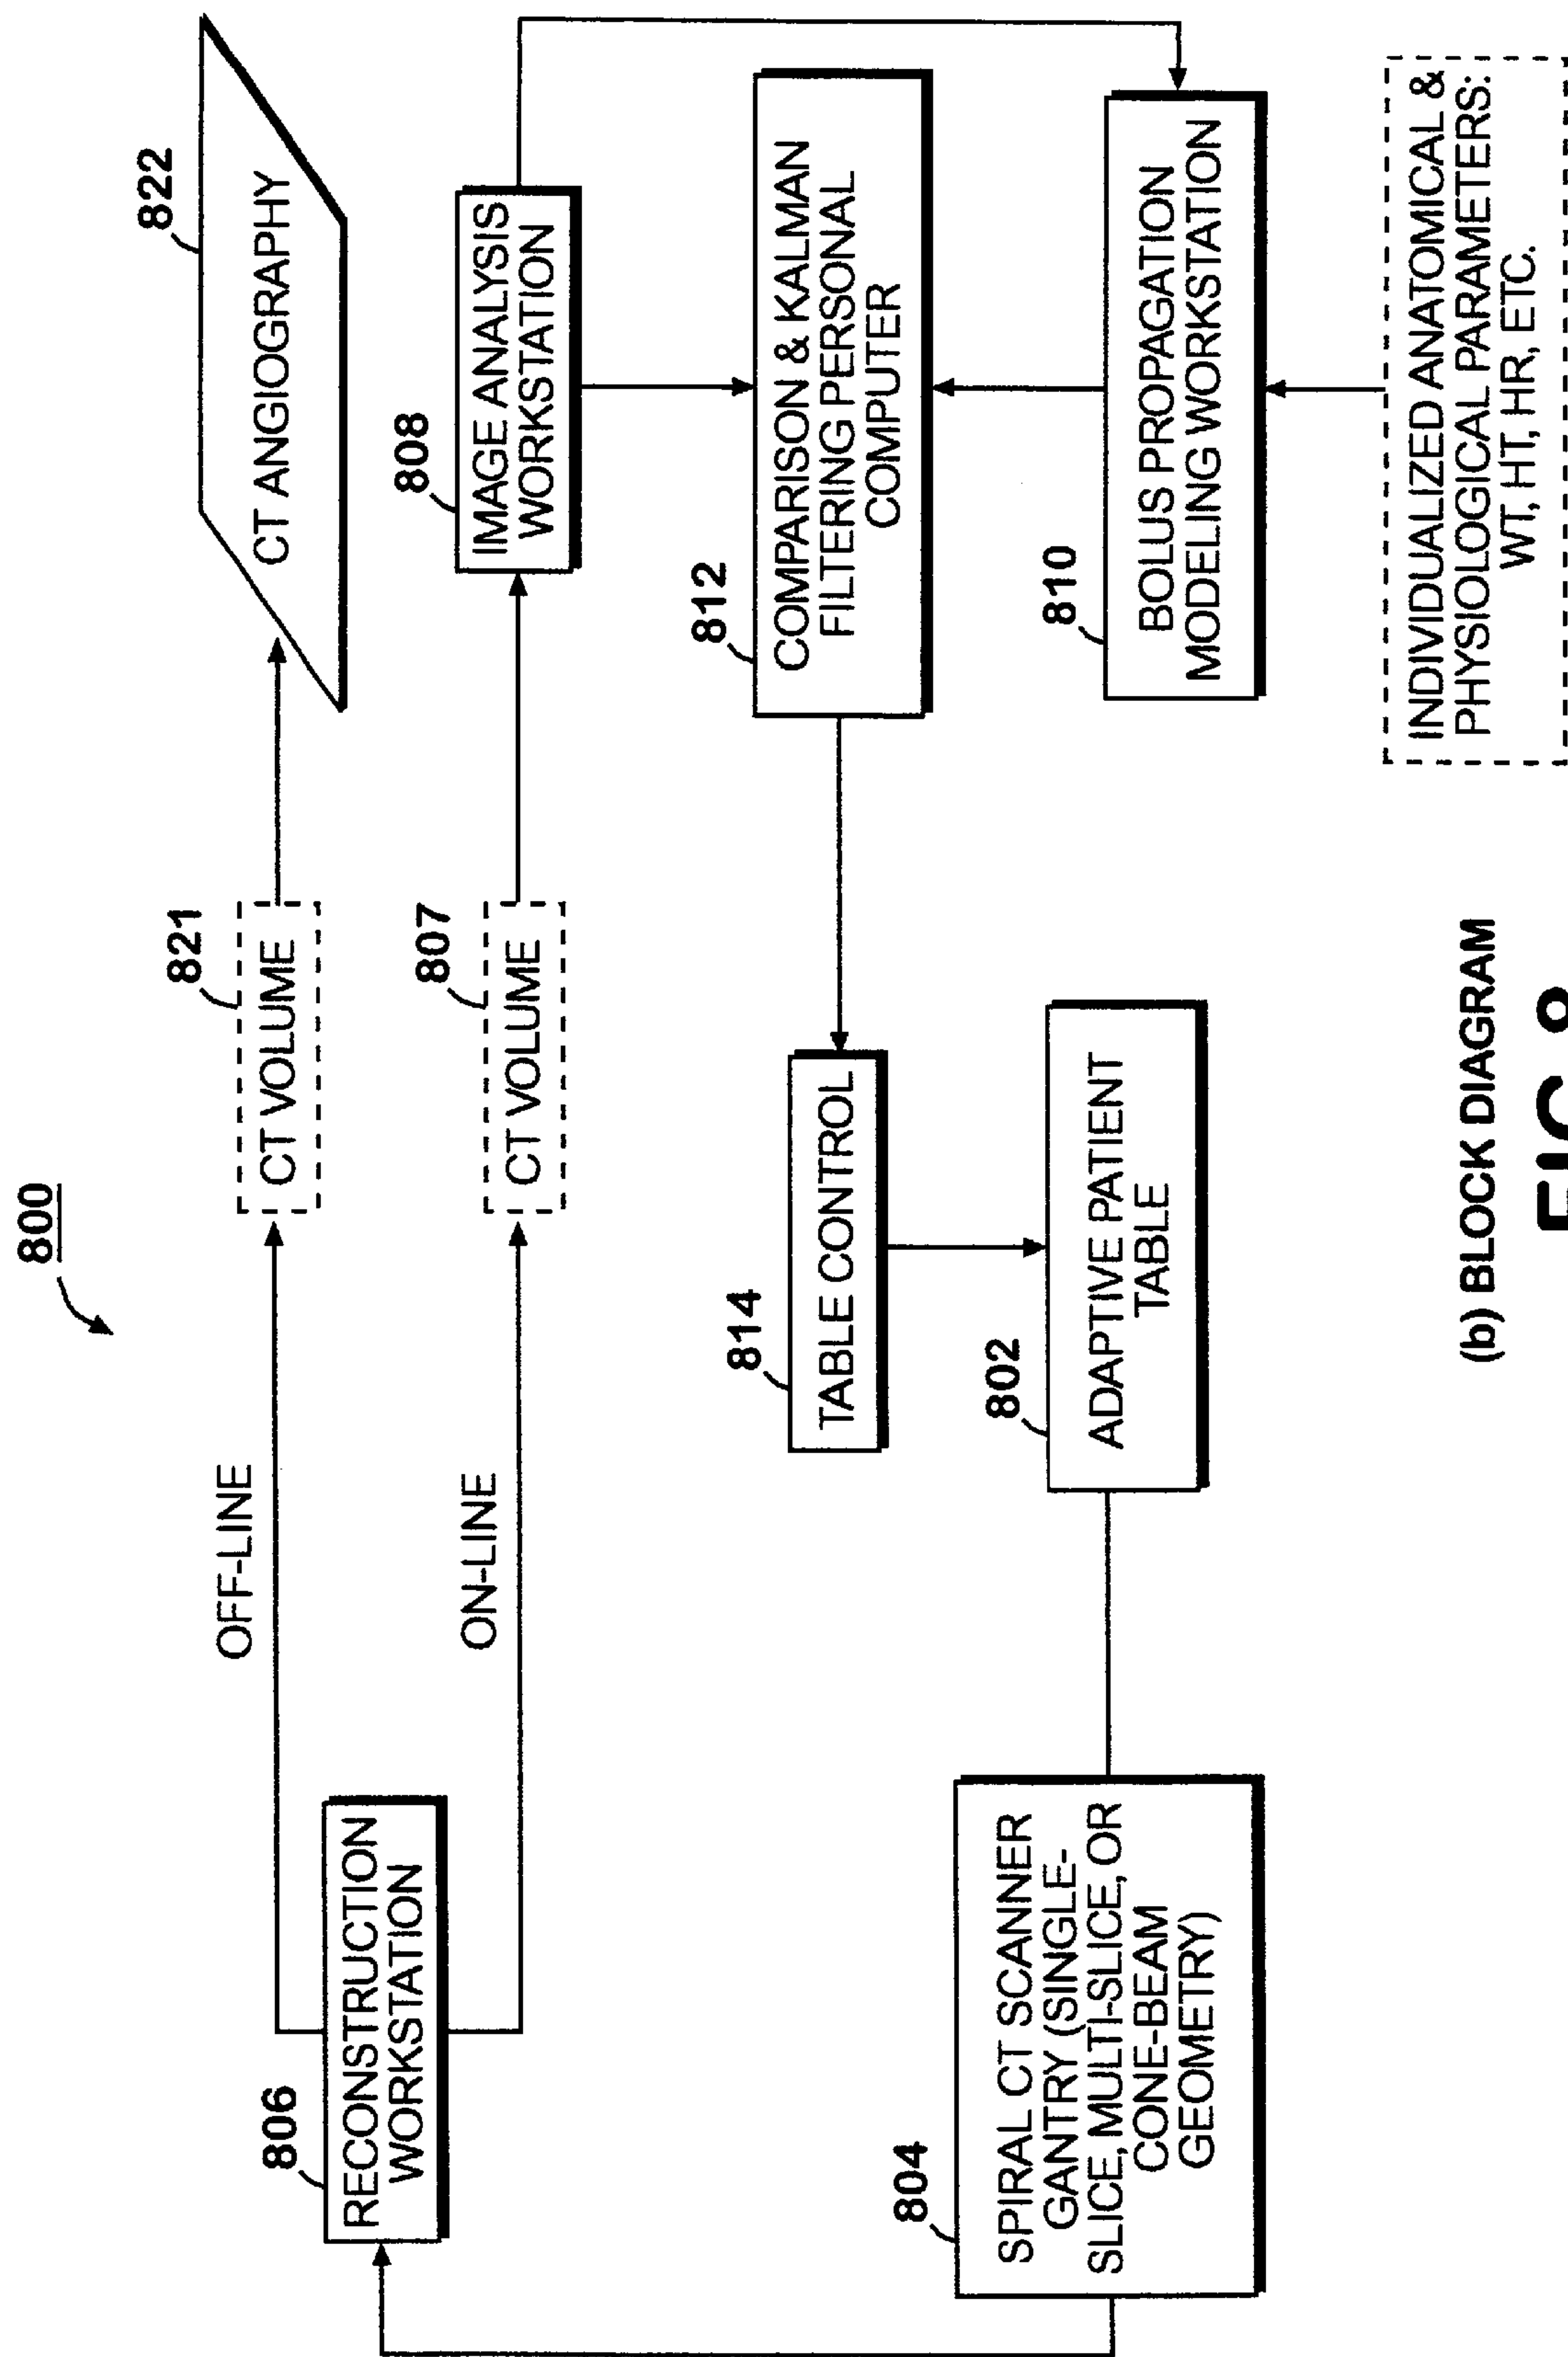 800
OFF-LINE
821
CT VOLUME
822
CT ANGIOGRAPHY
806
RECONSTRUCTION
WORKSTATION
ON-LINE
807
CT VOLUME
808
IMAGE ANALYSIS
WORKSTATION
814
TABLE CONTROL
812
COMPARISON & KALMAN
FILTERING PERSONAL
COMPUTER
804
SPIRAL CT SCANNER
GANTRY (SINGLE-
SLICE, MULTI-SLICE, OR
CONE-BEAM
GEOMETRY)
802
ADAPTIVE PATIENT
TABLE
810
BOLUS PROPAGATION
MODELING WORKSTATION
INDIVIDUALIZED ANATOMICAL &
PHYSIOLOGICAL PARAMETERS:
WT, HT, HR, ETC.
(b) BLOCK DIAGRAM
FIG. 8